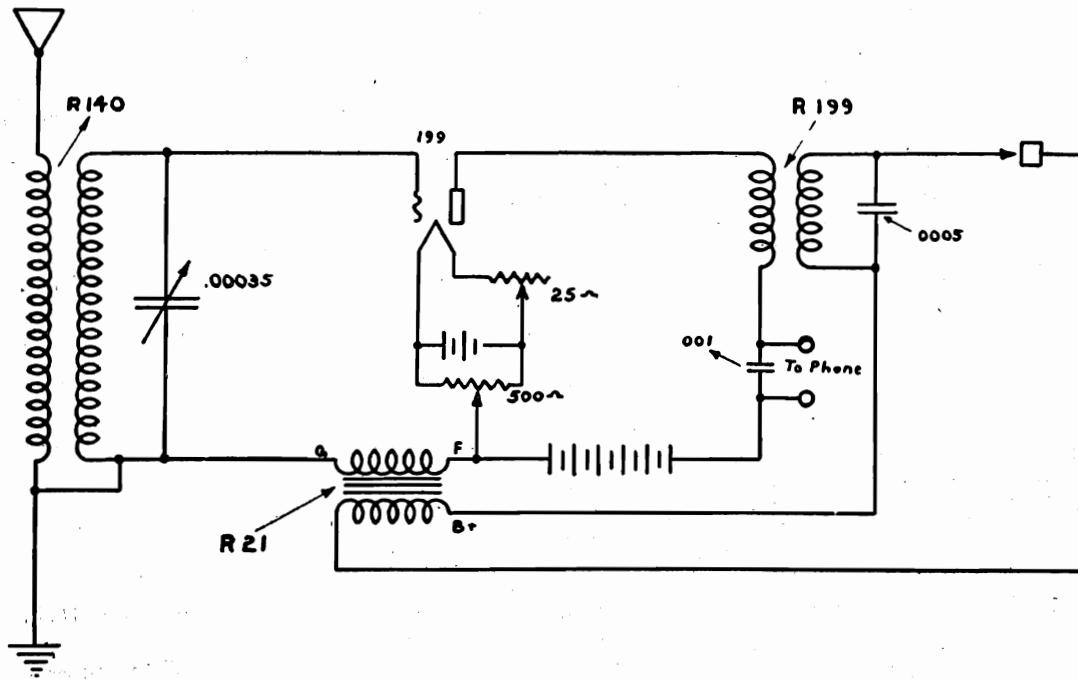 R140
199
R 199
.00035
0005
25~
001
To Phone
500~
G
F
B+
R21